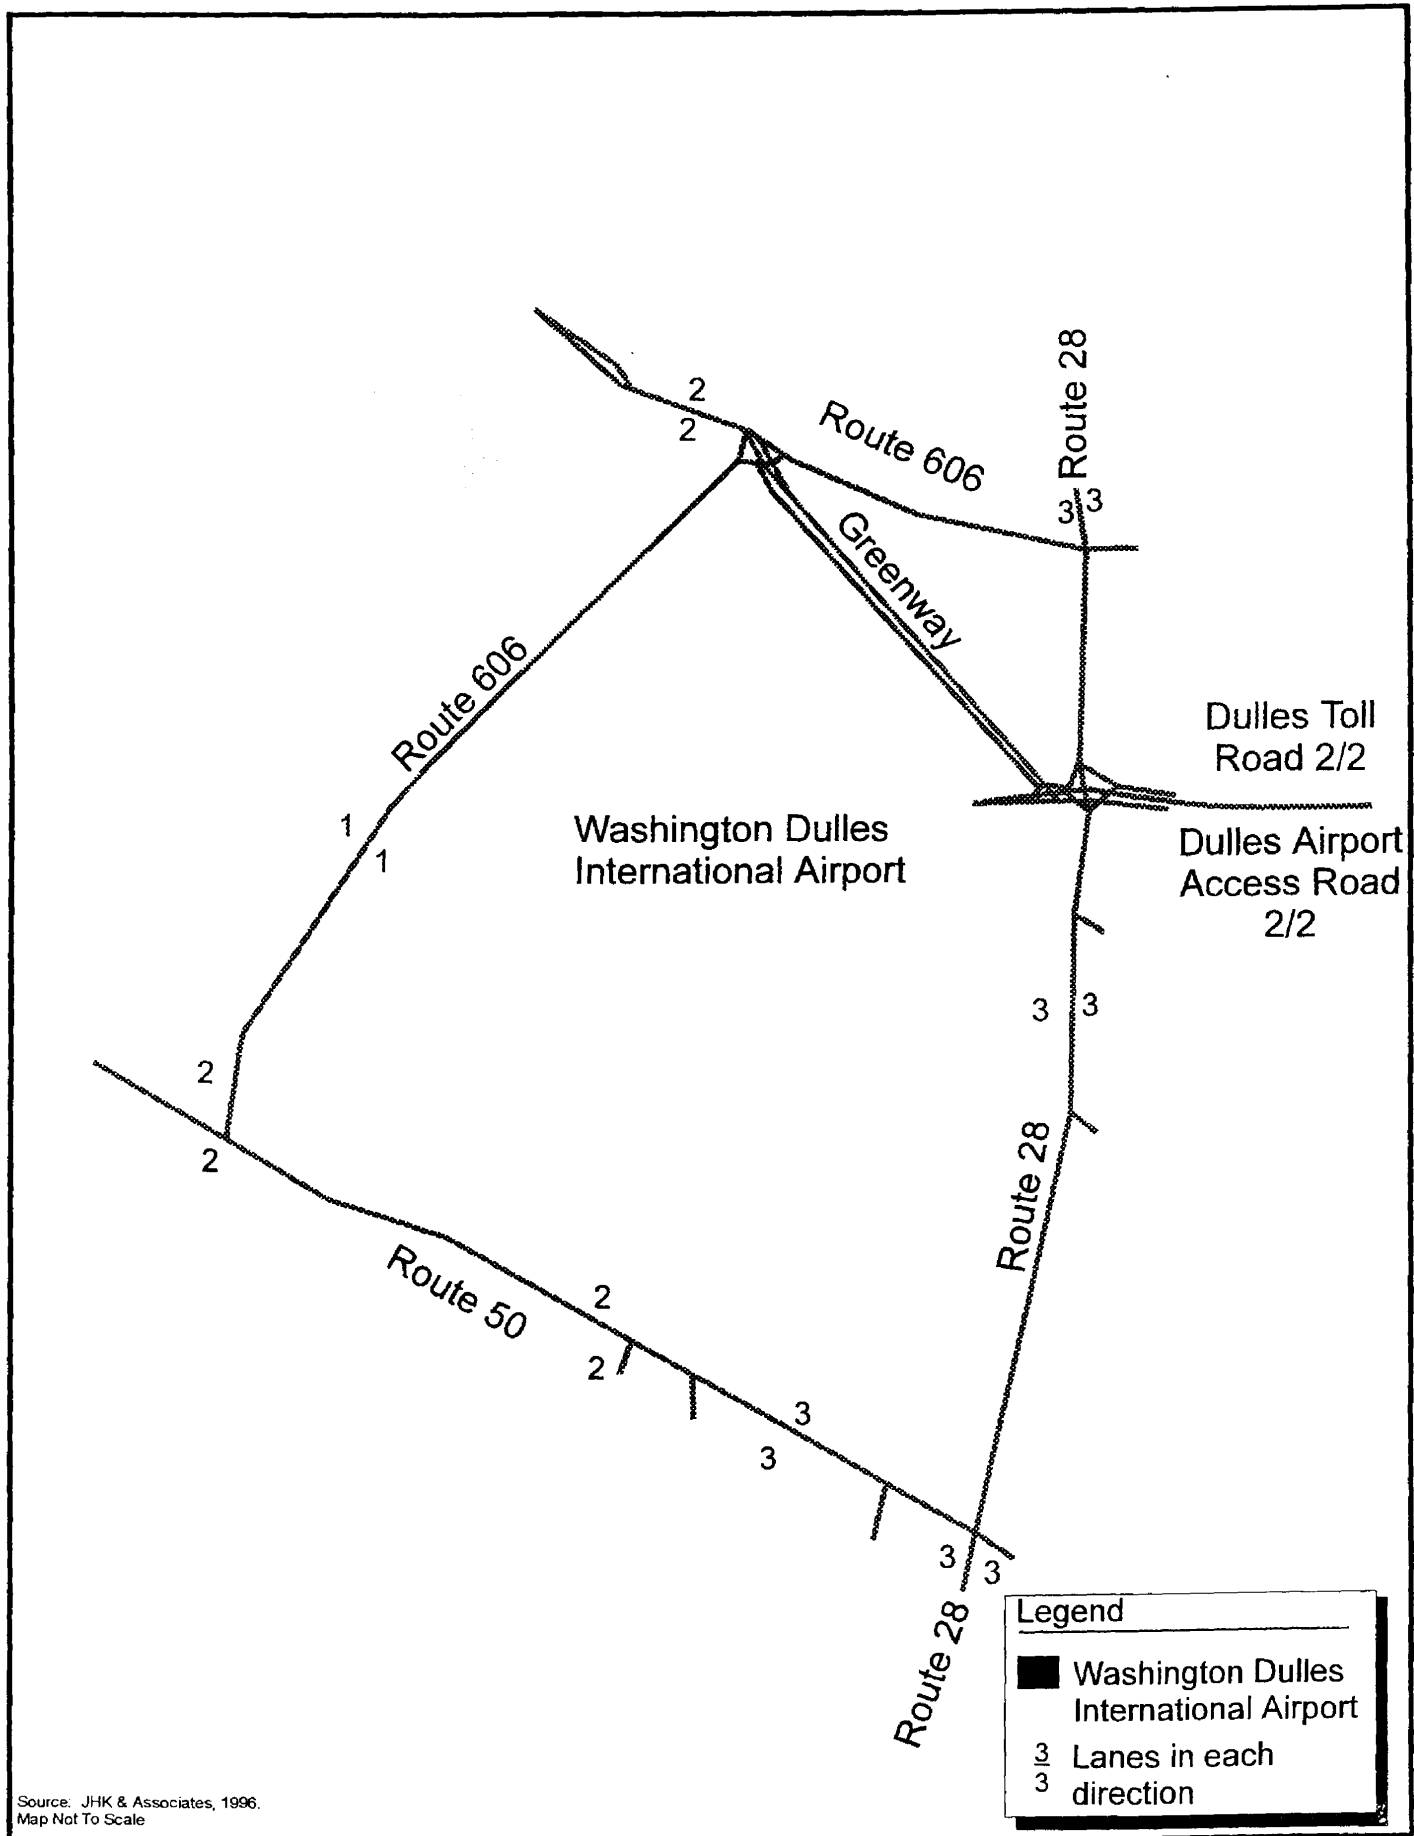 Route 28
2
2
Route 606
3 3
Greenway
Route 606
Dulles Toll
Road 2/2
1
1
Washington Dulles
International Airport
Dulles Airport
Access Road
2/2
3 3
2
2
Route 28
Route 50
2
2
3
3
3 3
Route 28
Legend
Washington Dulles
International Airport
3
3
Lanes in each
direction
Source: JHK & Associates, 1996.
Map Not To Scale